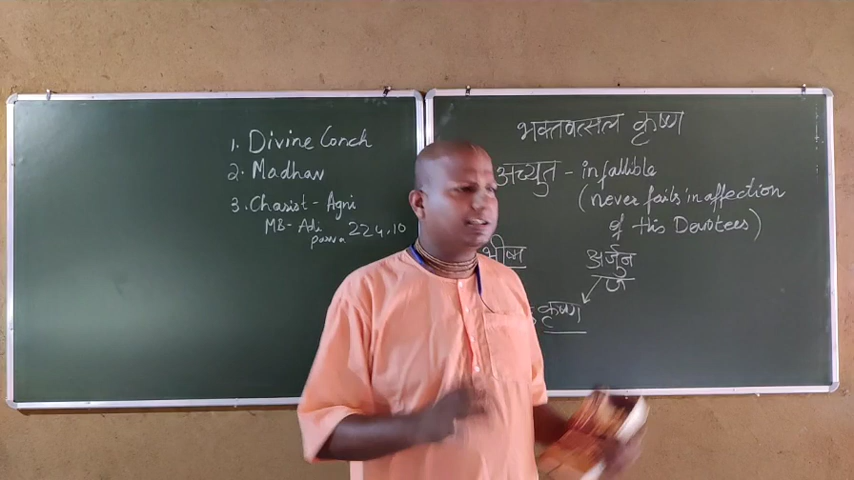 1. Divine Conch
2. Madhav
3. Chariot - Agni
MB - Adi
parva 224.10
भक्तवत्सल कृष्ण
अच्युत - infallible
(never fails in affection
of His Devotees)
भीष्म अर्जुन
कृष्ण